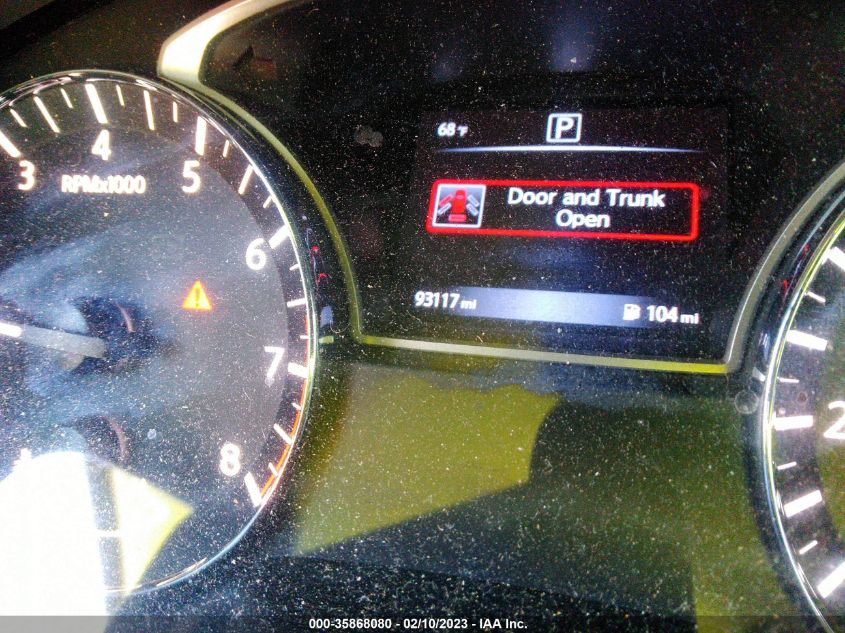 3 4 5 6 7 8
RPMx1000
68°F P
Door and Trunk
Open
93117 mi 104 mi
2
000-35868080 - 02/10/2023 - IAA Inc.